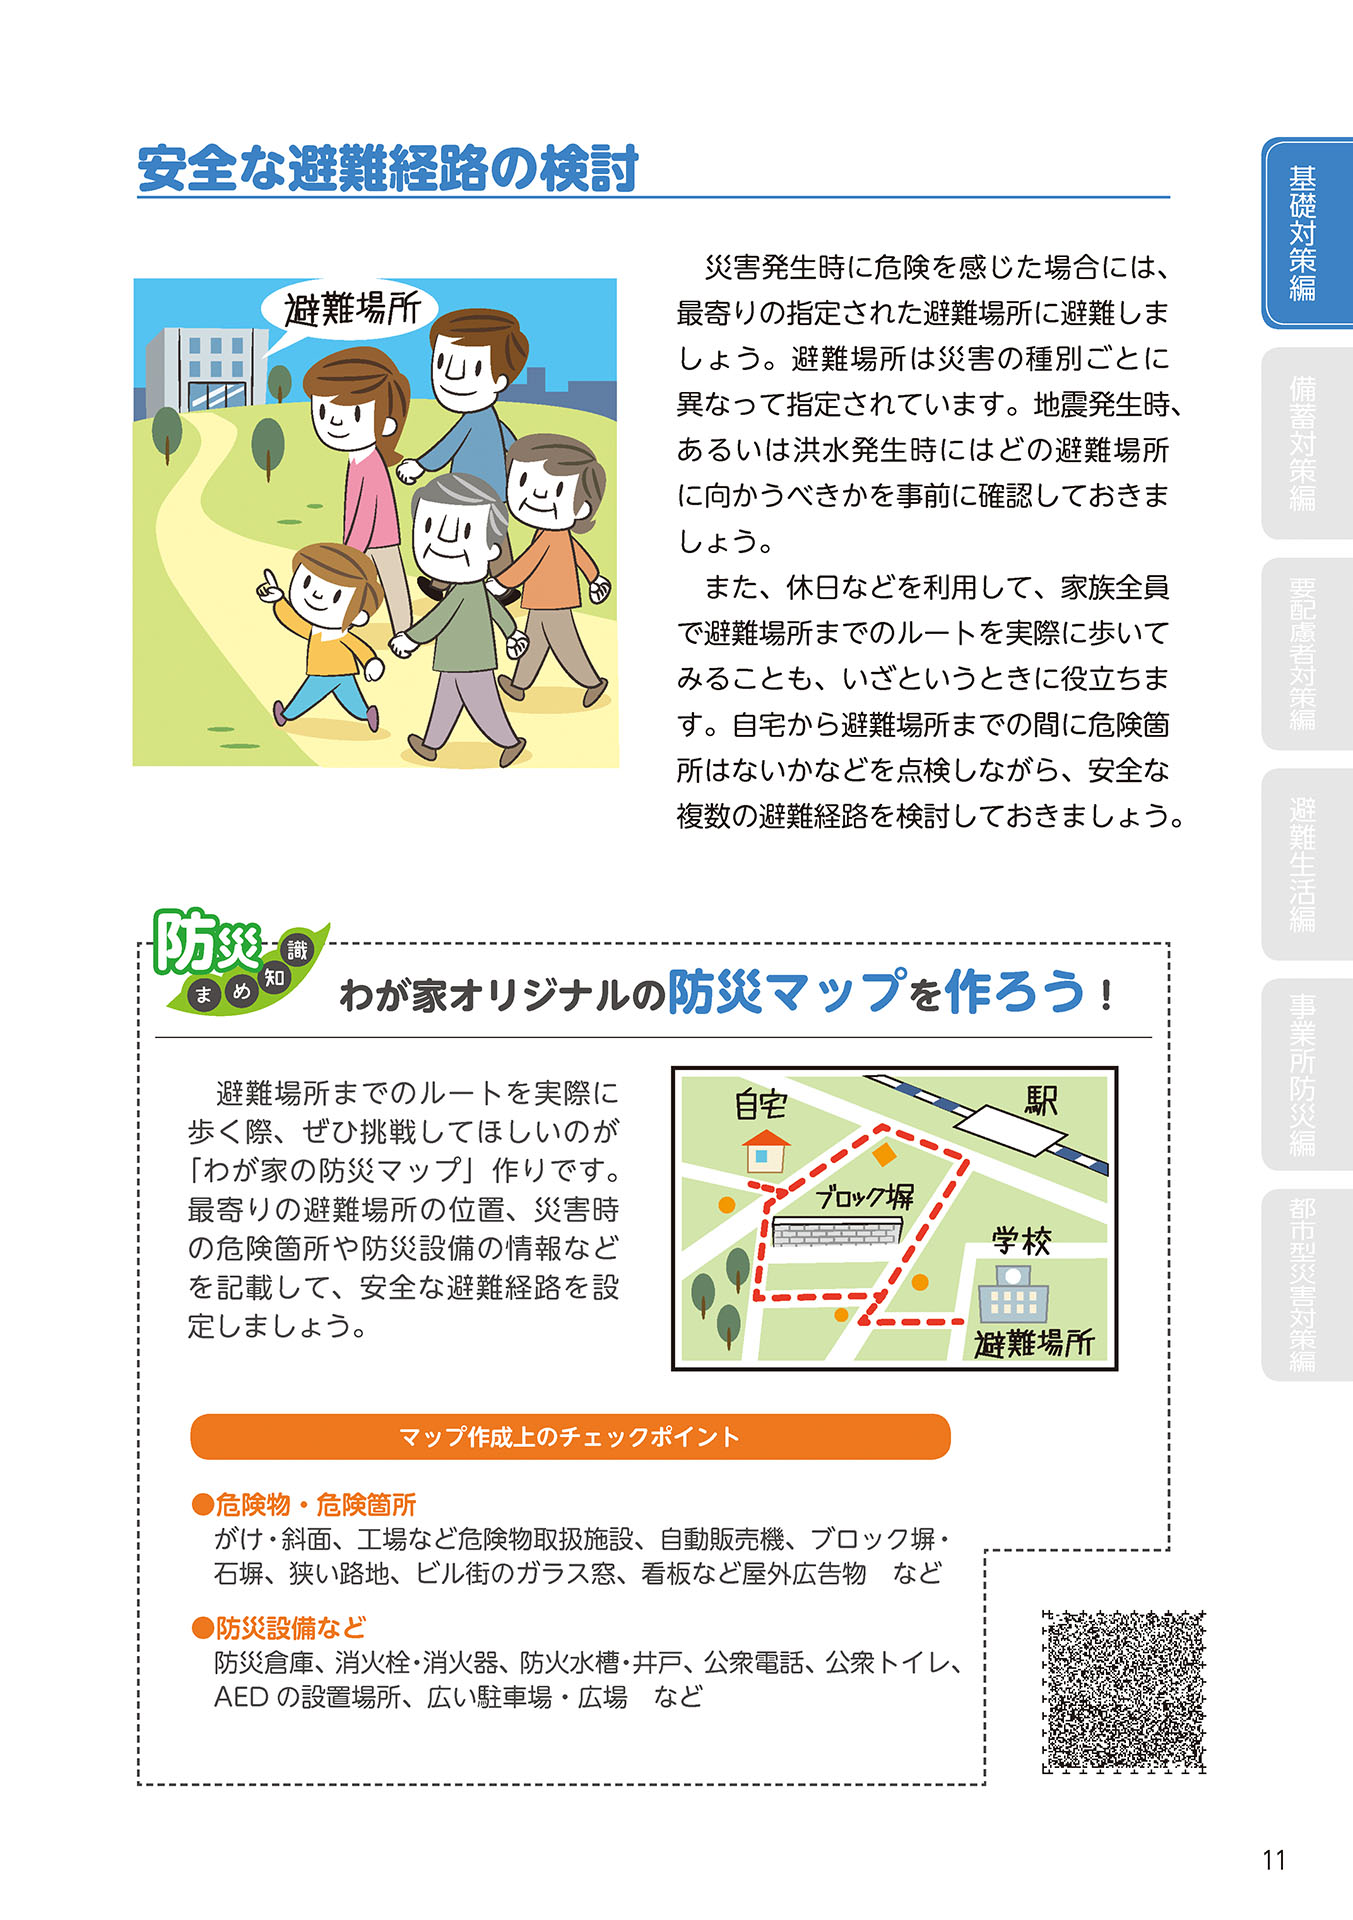 安全な避難経路の検討
避難場所
災害発生時に危険を感じた場合には、
最寄りの指定された避難場所に避難しま
しょう。避難場所は災害の種別ごとに
異なって指定されています。地震発生時、
あるいは洪水発生時にはどの避難場所
に向かうべきかを事前に確認しておきま
しょう。
また、休日などを利用して、家族全員
で避難場所までのルートを実際に歩いて
みることも、いざというときに役立ちま
す。自宅から避難場所までの間に危険箇
所はないかなどを点検しながら、安全な
複数の避難経路を検討しておきましょう。
防災まめ知識
わが家オリジナルの防災マップを作ろう！
避難場所までのルートを実際に
歩く際、ぜひ挑戦してほしいのが
「わが家の防災マップ」作りです。
最寄りの避難場所の位置、災害時
の危険箇所や防災設備の情報など
を記載して、安全な避難経路を設
定しましょう。
自宅
駅
ブロック塀
学校
避難場所
マップ作成上のチェックポイント
●危険物・危険箇所
がけ・斜面、工場など危険物取扱施設、自動販売機、ブロック塀・
石塀、狭い路地、ビル街のガラス窓、看板など屋外広告物　など
●防災設備など
防災倉庫、消火栓・消火器、防火水槽・井戸、公衆電話、公衆トイレ、
AEDの設置場所、広い駐車場・広場　など
基礎対策編
備蓄対策編
要配慮者対策編
避難生活編
事業所防災編
都市型災害対策編
11